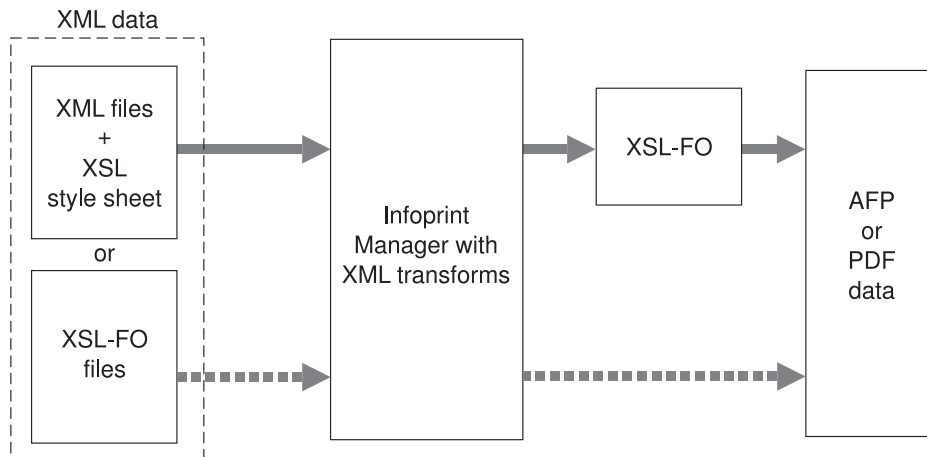 XML data
XML files
+
XSL
style sheet
or
XSL-FO
files
Infoprint
Manager with
XML transforms
XSL-FO
AFP
or
PDF
data